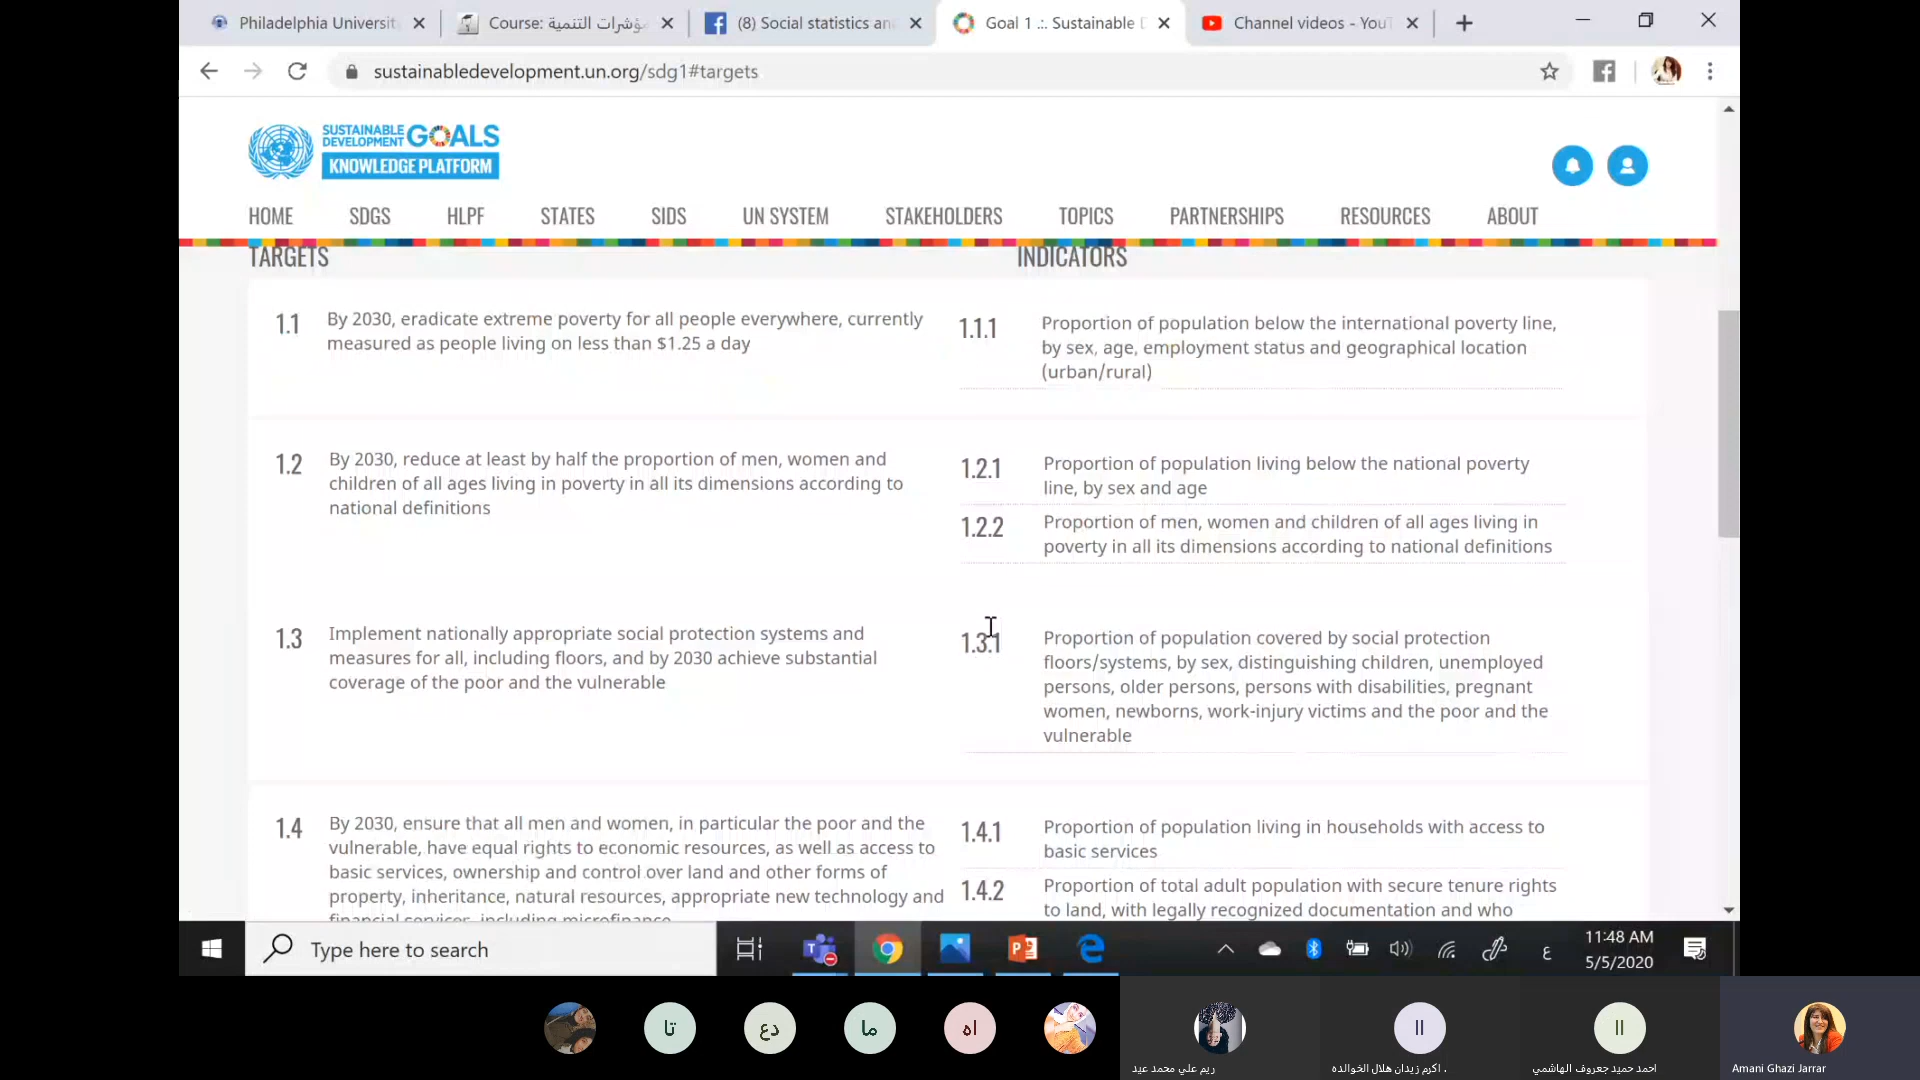 Philadelphia Universit
Course: مؤشرات التنمية
(8) Social statistics an
Goal 1 .:. Sustainable D
Channel videos - YouT
sustainabledevelopment.un.org/sdg1#targets
SUSTAINABLE DEVELOPMENT GOALS
KNOWLEDGE PLATFORM
HOME SDGS HLPF STATES SIDS UN SYSTEM STAKEHOLDERS TOPICS PARTNERSHIPS RESOURCES ABOUT
TARGETS
INDICATORS
1.1
By 2030, eradicate extreme poverty for all people everywhere, currently
measured as people living on less than $1.25 a day
1.1.1
Proportion of population below the international poverty line,
by sex, age, employment status and geographical location
(urban/rural)
1.2
By 2030, reduce at least by half the proportion of men, women and
children of all ages living in poverty in all its dimensions according to
national definitions
1.2.1
Proportion of population living below the national poverty
line, by sex and age
1.2.2
Proportion of men, women and children of all ages living in
poverty in all its dimensions according to national definitions
1.3
Implement nationally appropriate social protection systems and
measures for all, including floors, and by 2030 achieve substantial
coverage of the poor and the vulnerable
1.3.1
Proportion of population covered by social protection
floors/systems, by sex, distinguishing children, unemployed
persons, older persons, persons with disabilities, pregnant
women, newborns, work-injury victims and the poor and the
vulnerable
1.4
By 2030, ensure that all men and women, in particular the poor and the
vulnerable, have equal rights to economic resources, as well as access to
basic services, ownership and control over land and other forms of
property, inheritance, natural resources, appropriate new technology and
financial services, including microfinance
1.4.1
Proportion of population living in households with access to
basic services
1.4.2
Proportion of total adult population with secure tenure rights
to land, with legally recognized documentation and who
Type here to search
ع
11:48 AM
5/5/2020
تا
دع
ما
اه
اا
اا
ريم علي محمد عيد
اكرم زيدان هلال الخوالده .
احمد حميد جعروف الهاشمي
Amani Ghazi Jarrar